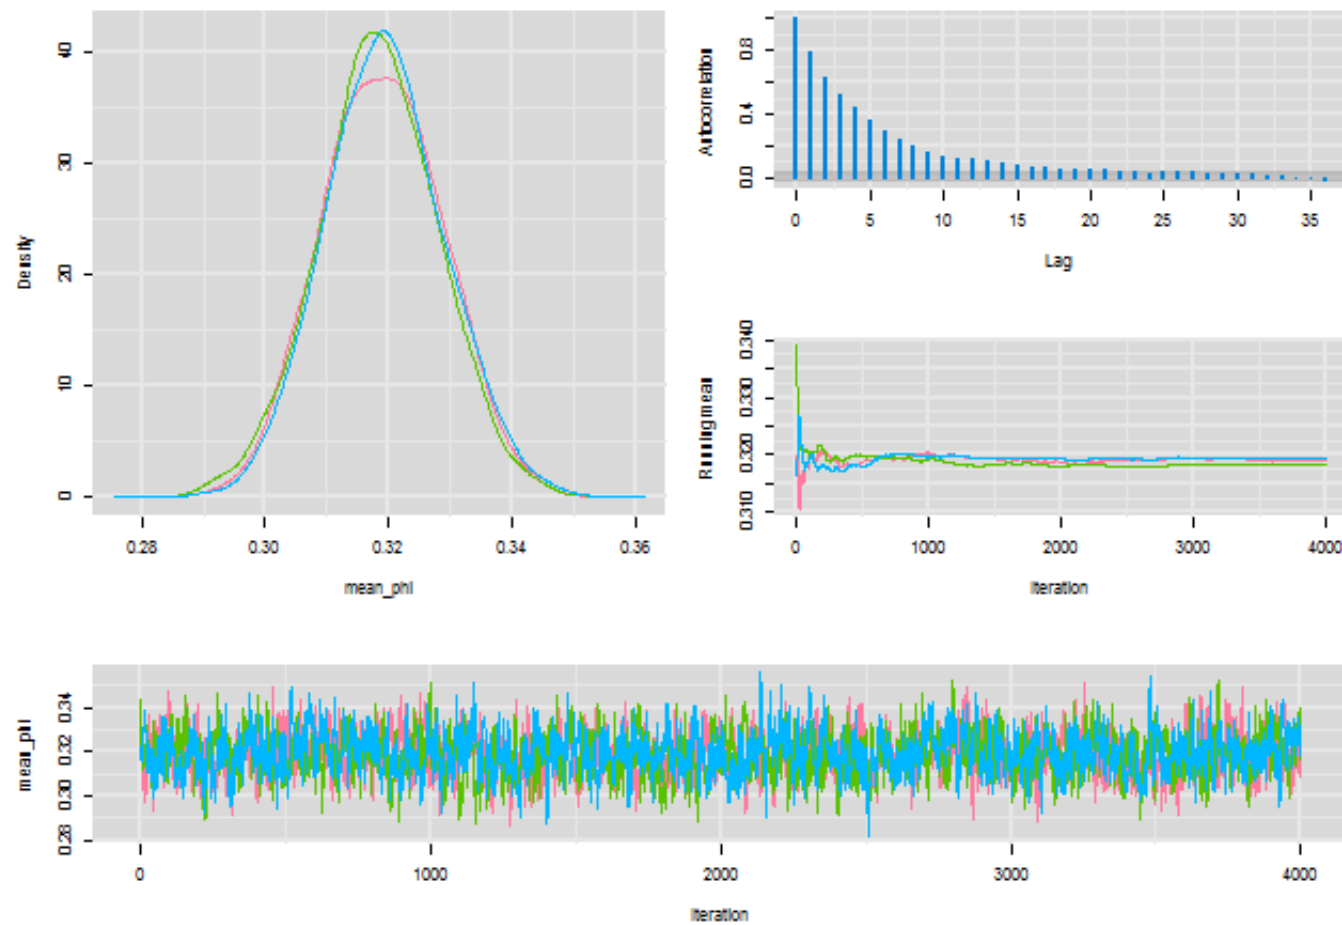 Density
0 10 20 30 40
0.28 0.30 0.32 0.34 0.36
mean_phi
Autocorrelation
0.0 0.4 0.8
0 5 10 15 20 25 30 35
Lag
Running mean
0.310 0.320 0.330 0.340
0 1000 2000 3000 4000
Iteration
mean_phi
0.28 0.30 0.32 0.34
0 1000 2000 3000 4000
Iteration